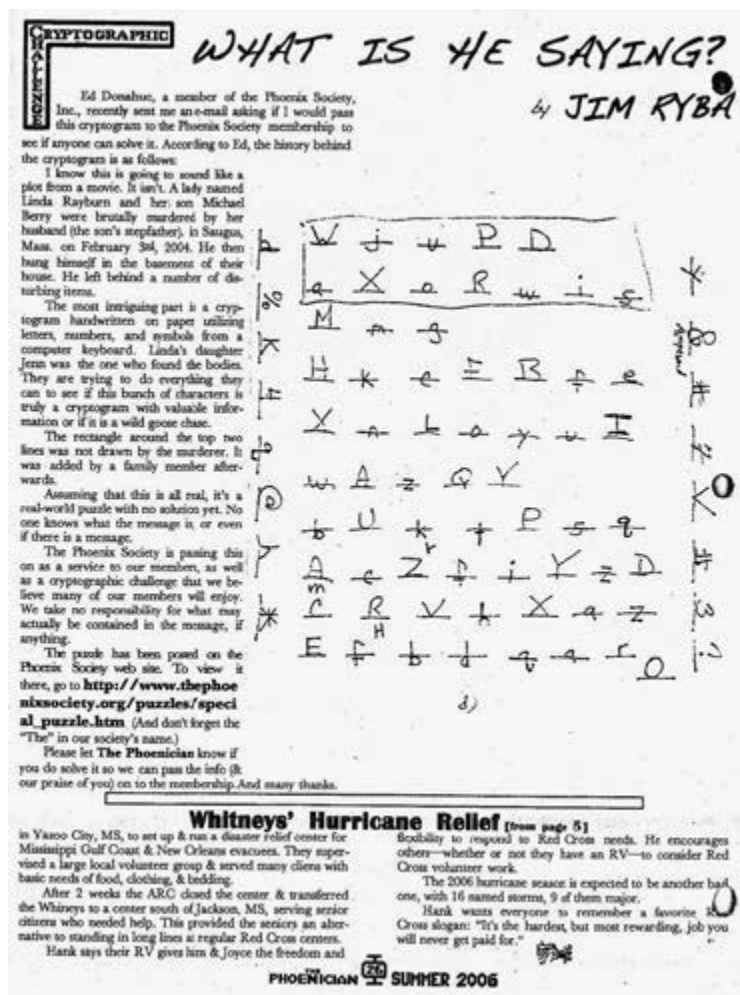 CRYPTOGRAPHIC
CHALLENGE
WHAT IS HE SAYING?
by JIM RYBA
Ed Donahue, a member of the Phoenix Society,
Inc., recently sent me an e-mail asking if I would pass
this cryptogram to the Phoenix Society membership to
see if anyone can solve it. According to Ed, the history behind
the cryptogram is as follows:
I know this is going to sound like a
plot from a movie. It isn't. A lady named
Linda Rayburn and her son Michael
Berry were brutally murdered by her
husband (the son's stepfather). in Saugus,
Mass. on February 3rd, 2004. He then
hung himself in the basement of their
house. He left behind a number of dis-
turbing items.
The most intriguing part is a cryp-
togram handwritten on paper utilizing
letters, numbers, and symbols from a
computer keyboard. Linda's daughter
Jenn was the one who found the bodies.
They are trying to do everything they
can to see if this bunch of characters is
truly a cryptogram with valuable infor-
mation or if it is a wild goose chase.
The rectangle around the top two
lines was not drawn by the murderer. It
was added by a family member after-
wards.
Assuming that this is all real, it's a
real-world puzzle with no solution yet. No
one knows what the message is, or even
if there is a message.
The Phoenix Society is passing this
on as a service to our members, as well
as a cryptographic challenge that we be-
lieve many of our members will enjoy.
We take no responsibility for what may
actually be contained in the message, if
anything.
The puzzle has been posted on the
Phoenix Society web site. To view it
there, go to http://www.thephoe
nixsociety.org/puzzles/speci
al_puzzle.htm (And don't forget the
"The" in our society's name.)
Please let The Phoenician know if
you do solve it so we can pass the info (&
our praise of you) on to the membership. And many thanks.
W j u P D
a X o R w i s
M n g
H k c F B f e
X n L o y u I
w A z Q Y
b U k t P 5 q
r
A c Z f i Y z D
m
C R V h X a z
H
E f b d q a r O
d)
Whitneys' Hurricane Relief [from page 5]
in Yazoo City, MS, to set up & run a disaster relief center for
Mississippi Gulf Coast & New Orleans evacuees. They super-
vised a large local volunteer group & served many cliens with
basic needs of food, clothing, & bedding.
After 2 weeks the ARC closed the center & transferred
the Whineys to a center south of Jackson, MS, serving senior
citizens who needed help. This provided the seniors an alter-
native to standing in long lines at regular Red Cross centers.
Hank says their RV gives him & Joyce the freedom and
flexibility to respond to Red Cross needs. He encourages
others—whether or not they have an RV—to consider Red
Cross volunteer work.
The 2006 hurricane season is expected to be another bad
one, with 16 named storms, 9 of them major.
Hank wants everyone to remember a favorite Red
Cross slogan: "It's the hardest, but most rewarding, job you
will never get paid for."
THE
PHOENICIAN 26 SUMMER 2006